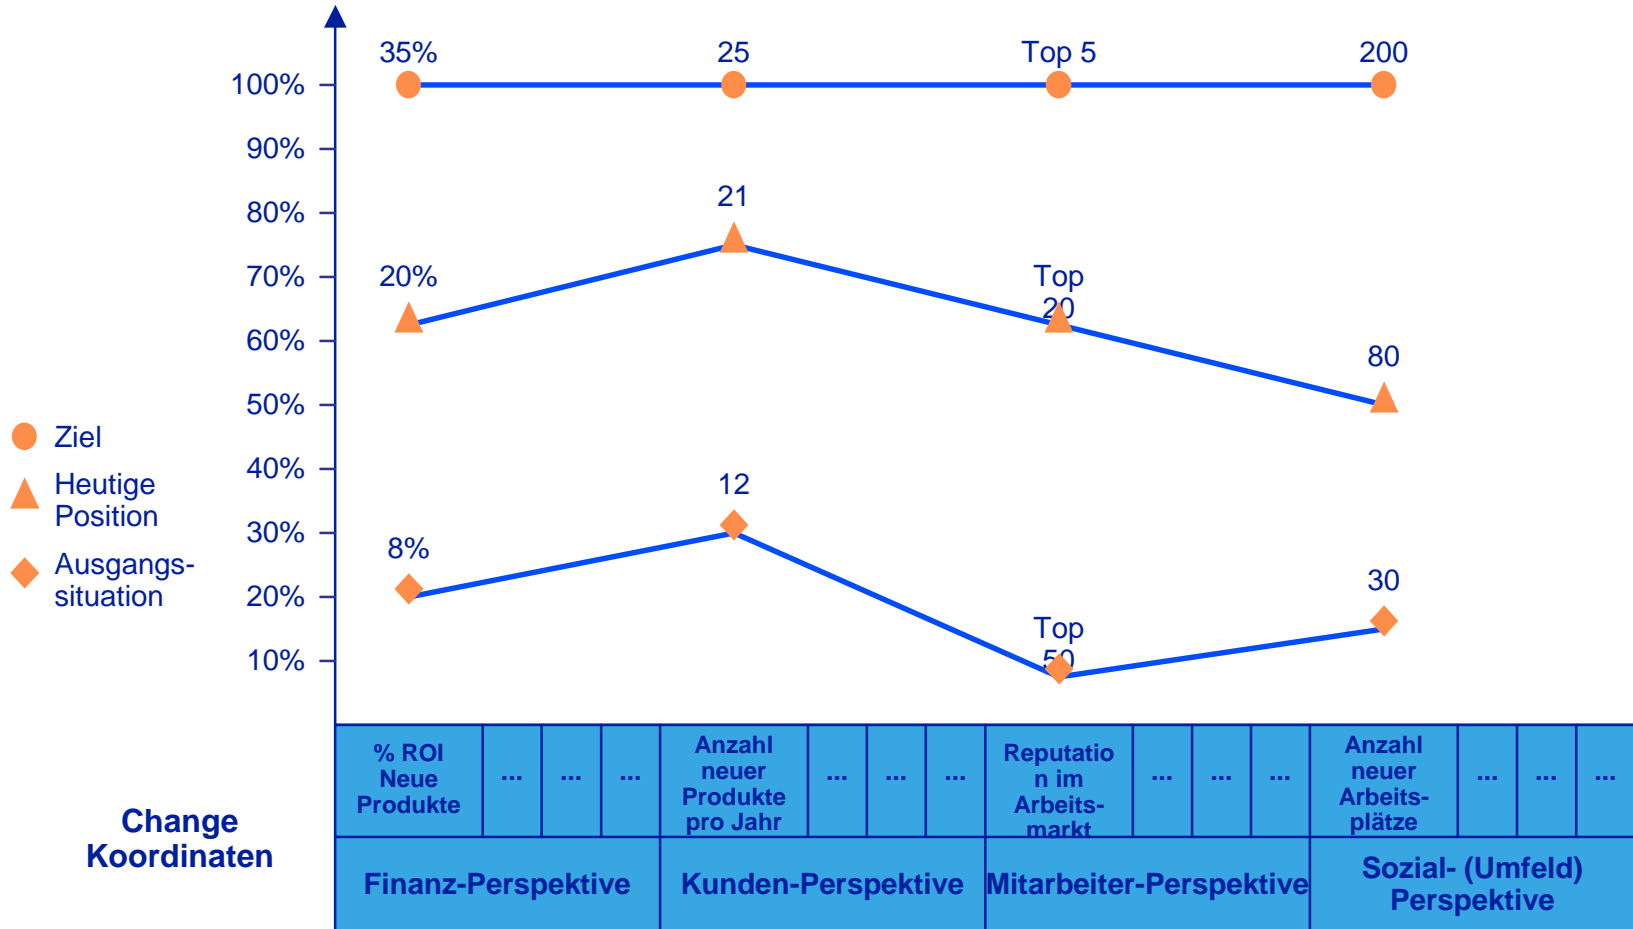 35%
25
Top 5
200
100%
90%
21
80%
20%
70%
Top
20
60%
80
50%
Ziel
40%
Heutige
Position
12
30%
8%
Ausgangs-
situation
20%
30
Top
50
10%
% ROI
Neue
Produkte
...
...
...
Anzahl
neuer
Produkte
pro Jahr
...
...
...
Reputatio
n im
Arbeits-
markt
...
...
...
Anzahl
neuer
Arbeits-
plätze
...
...
...
Change
Koordinaten
Finanz-Perspektive
Kunden-Perspektive
Mitarbeiter-Perspektive
Sozial- (Umfeld)
Perspektive